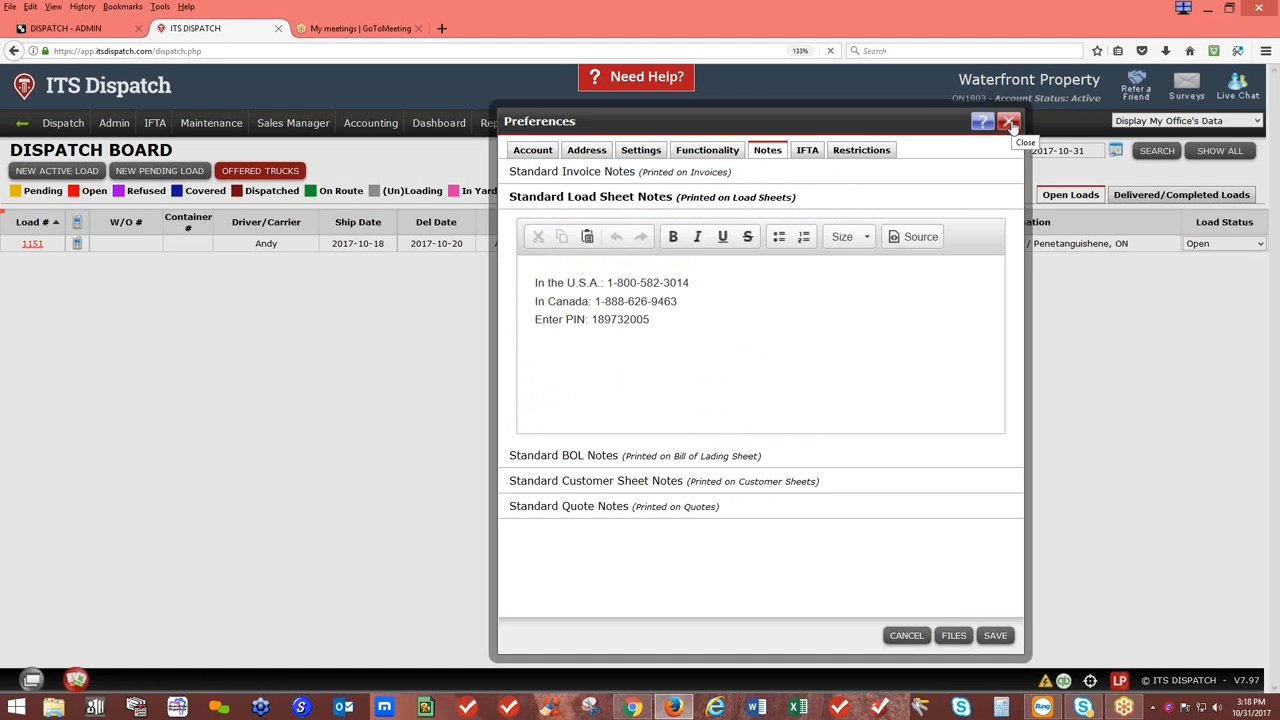 File Edit View History Bookmarks Tools Help
DISPATCH - ADMIN × ITS DISPATCH × My meetings | GoToMeeting × +
https://app.itsdispatch.com/dispatch.php 133% Search
ITS Dispatch
? Need Help?
Waterfront Property
ON1803 - Account Status: Active
Refer a Friend
Surveys
Live Chat
Dispatch Admin IFTA Maintenance Sales Manager Accounting Dashboard Rep
Display My Office's Data
DISPATCH BOARD
2017-10-31 SEARCH SHOW ALL
NEW ACTIVE LOAD NEW PENDING LOAD OFFERED TRUCKS
Pending Open Refused Covered Dispatched On Route (Un)Loading In Yard
Open Loads Delivered/Completed Loads
Load # W/O # Container # Driver/Carrier Ship Date Del Date ation Load Status
1151 Andy 2017-10-18 2017-10-20 / Penetanguishene, ON Open
Preferences
?
Close
Account Address Settings Functionality Notes IFTA Restrictions
Standard Invoice Notes (Printed on Invoices)
Standard Load Sheet Notes (Printed on Load Sheets)
B I U S Size Source
In the U.S.A.: 1-800-582-3014
In Canada: 1-888-626-9463
Enter PIN: 189732005
Standard BOL Notes (Printed on Bill of Lading Sheet)
Standard Customer Sheet Notes (Printed on Customer Sheets)
Standard Quote Notes (Printed on Quotes)
CANCEL FILES SAVE
LP © ITS DISPATCH - V7.97
3:18 PM
10/31/2017